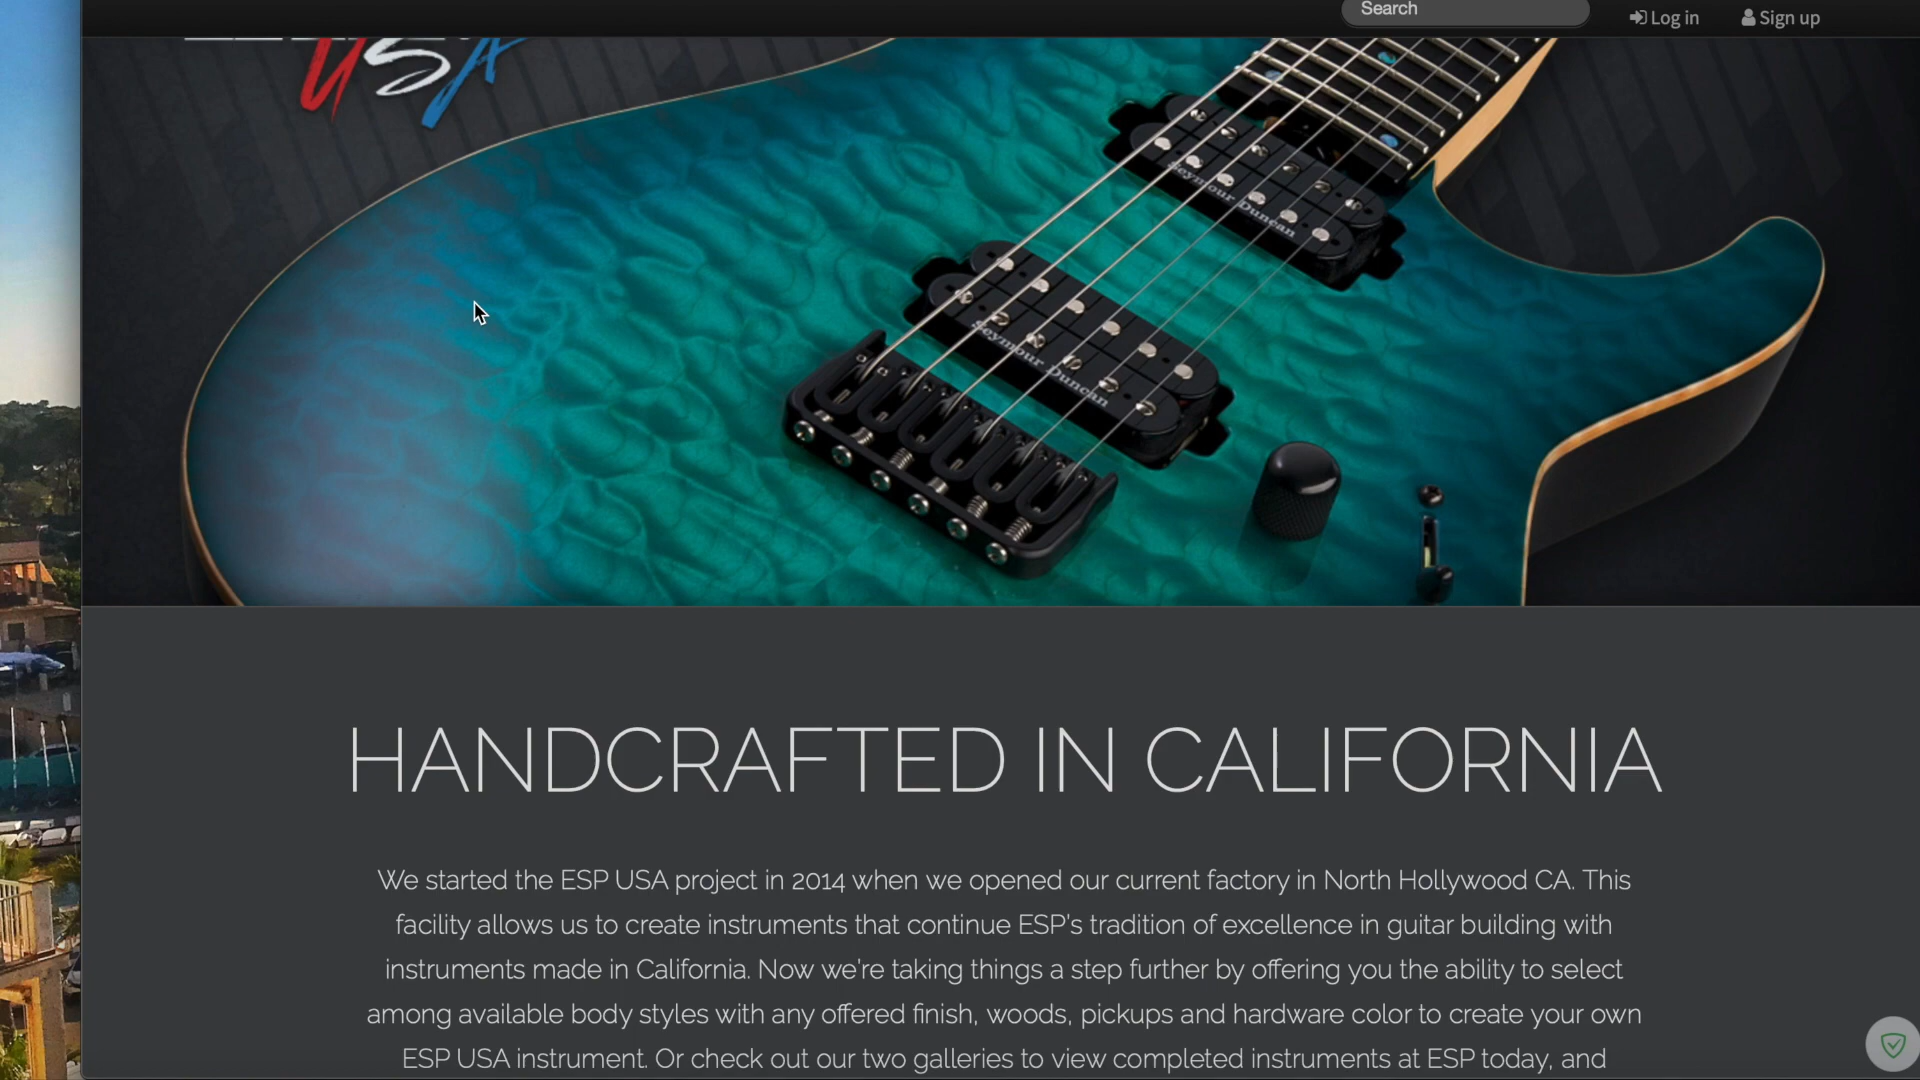 Search
Log in
Sign up
USA
Seymour Duncan
Seymour Duncan
HANDCRAFTED IN CALIFORNIA
We started the ESP USA project in 2014 when we opened our current factory in North Hollywood CA. This
facility allows us to create instruments that continue ESP's tradition of excellence in guitar building with
instruments made in California. Now we're taking things a step further by offering you the ability to select
among available body styles with any offered finish, woods, pickups and hardware color to create your own
ESP USA instrument. Or check out our two galleries to view completed instruments at ESP today, and